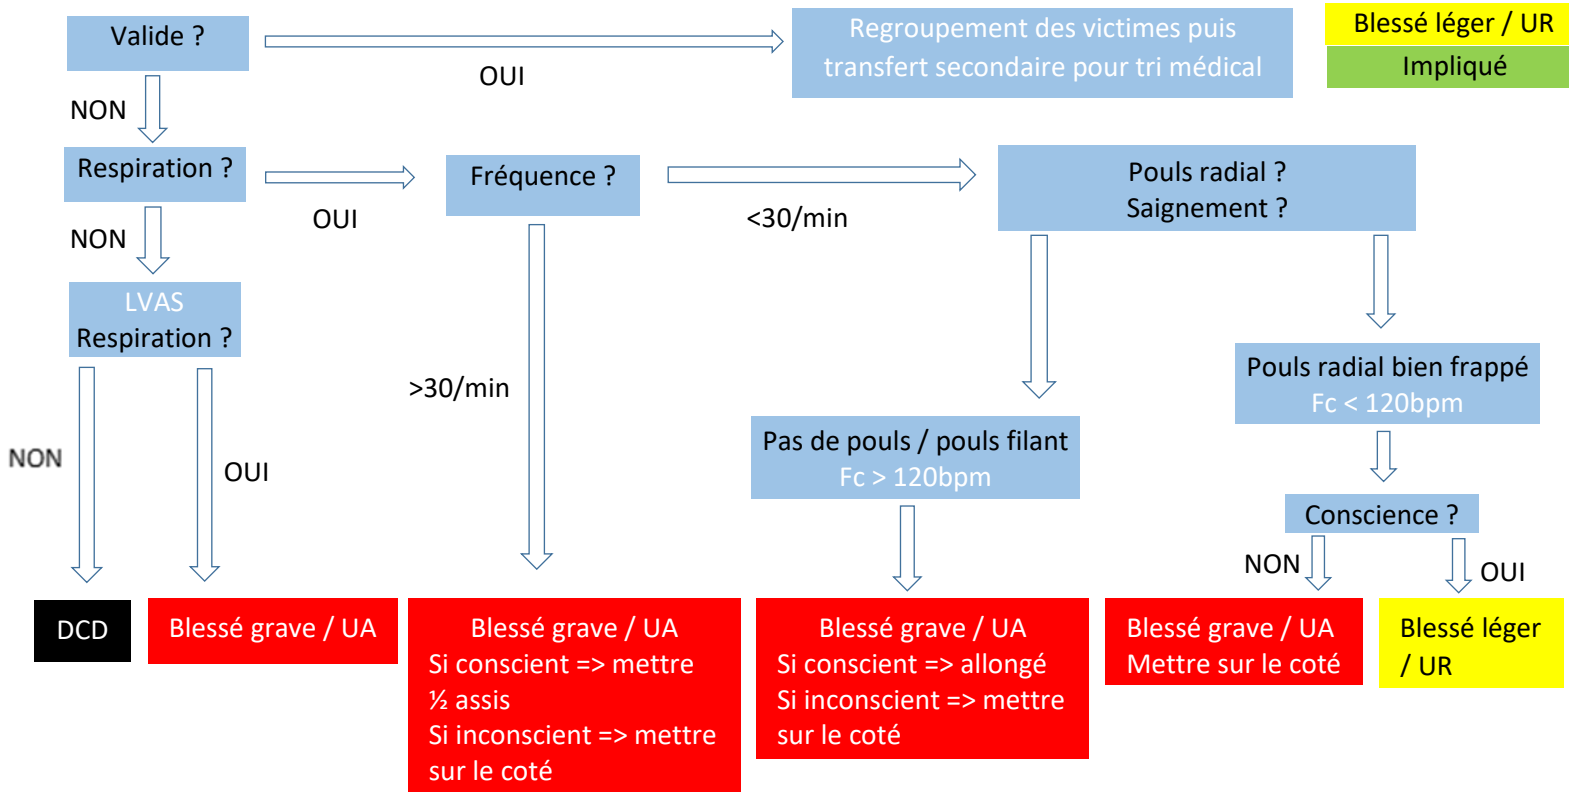 Valide ?
OUI
Regroupement des victimes puis
transfert secondaire pour tri médical
Blessé léger / UR
Impliqué
NON
Respiration ?
OUI
Fréquence ?
<30/min
Pouls radial ?
Saignement ?
NON
LVAS
Respiration ?
>30/min
Pouls radial bien frappé
Fc < 120bpm
Pas de pouls / pouls filant
Fc > 120bpm
NON
OUI
Conscience ?
NON
OUI
DCD
Blessé grave / UA
Blessé grave / UA
Si conscient => mettre
½ assis
Si inconscient => mettre
sur le coté
Blessé grave / UA
Si conscient => allongé
Si inconscient => mettre
sur le coté
Blessé grave / UA
Mettre sur le coté
Blessé léger
/ UR